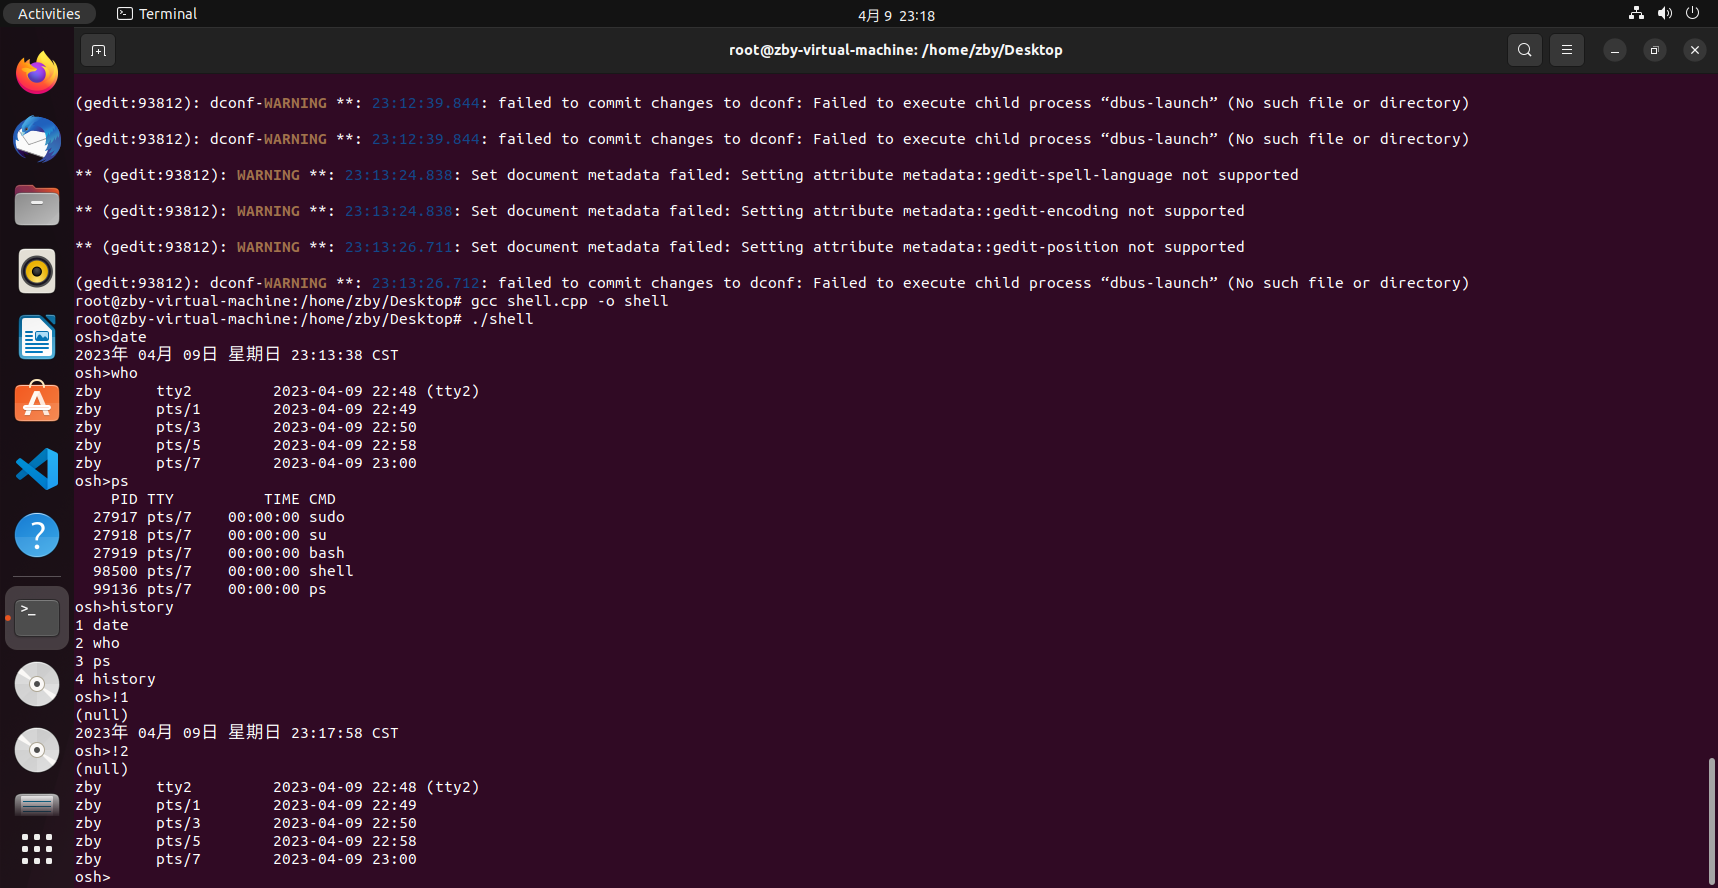 Activities
Terminal
4月 9 23:18
root@zby-virtual-machine: /home/zby/Desktop
(gedit:93812): dconf-WARNING **: 23:12:39.844: failed to commit changes to dconf: Failed to execute child process “dbus-launch” (No such file or directory)
(gedit:93812): dconf-WARNING **: 23:12:39.844: failed to commit changes to dconf: Failed to execute child process “dbus-launch” (No such file or directory)
** (gedit:93812): WARNING **: 23:13:24.838: Set document metadata failed: Setting attribute metadata::gedit-spell-language not supported
** (gedit:93812): WARNING **: 23:13:24.838: Set document metadata failed: Setting attribute metadata::gedit-encoding not supported
** (gedit:93812): WARNING **: 23:13:26.711: Set document metadata failed: Setting attribute metadata::gedit-position not supported
(gedit:93812): dconf-WARNING **: 23:13:26.712: failed to commit changes to dconf: Failed to execute child process “dbus-launch” (No such file or directory)
root@zby-virtual-machine:/home/zby/Desktop# gcc shell.cpp -o shell
root@zby-virtual-machine:/home/zby/Desktop# ./shell
osh>date
2023年 04月 09日 星期日 23:13:38 CST
osh>who
zby      tty2         2023-04-09 22:48 (tty2)
zby      pts/1        2023-04-09 22:49
zby      pts/3        2023-04-09 22:50
zby      pts/5        2023-04-09 22:58
zby      pts/7        2023-04-09 23:00
osh>ps
    PID TTY          TIME CMD
  27917 pts/7    00:00:00 sudo
  27918 pts/7    00:00:00 su
  27919 pts/7    00:00:00 bash
  98500 pts/7    00:00:00 shell
  99136 pts/7    00:00:00 ps
osh>history
1 date
2 who
3 ps
4 history
osh>!1
(null)
2023年 04月 09日 星期日 23:17:58 CST
osh>!2
(null)
zby      tty2         2023-04-09 22:48 (tty2)
zby      pts/1        2023-04-09 22:49
zby      pts/3        2023-04-09 22:50
zby      pts/5        2023-04-09 22:58
zby      pts/7        2023-04-09 23:00
osh>